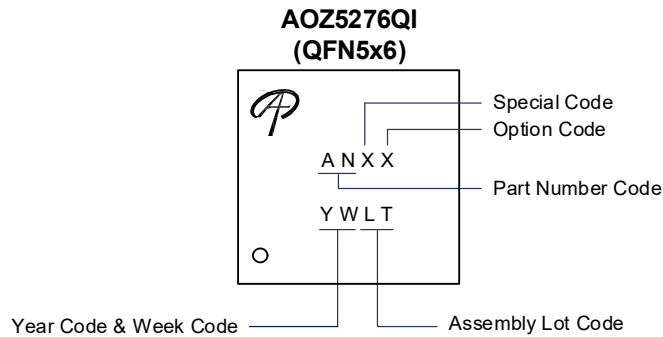 AOZ5276QI
(QFN5x6)
Special Code
Option Code
A N X X
Part Number Code
Y W L T
Year Code & Week Code
Assembly Lot Code